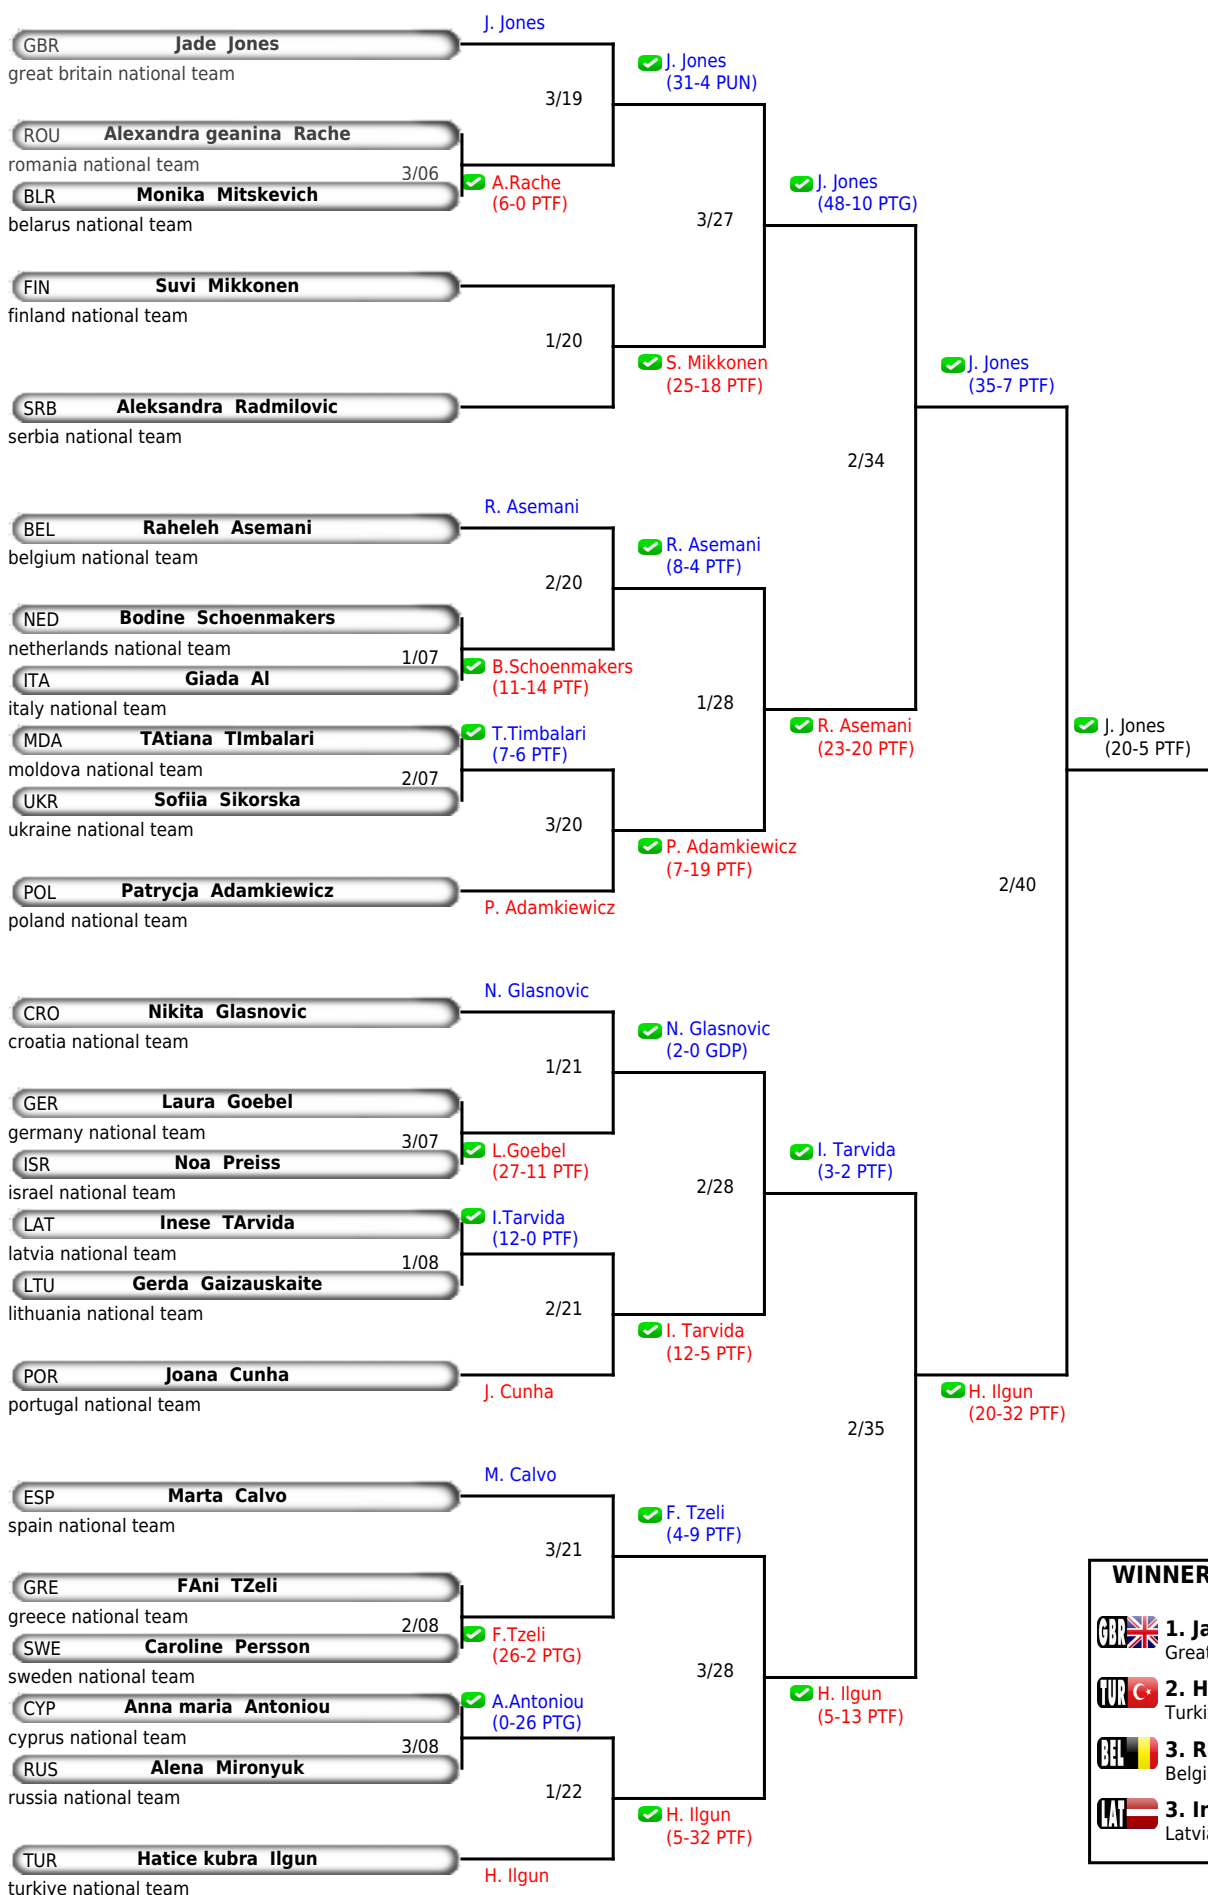 J. Jones
GBR Jade Jones
great britain national team
J. Jones
(31-4 PUN)
3/19
ROU Alexandra geanina Rache
romania national team
3/06
A.Rache
(6-0 PTF)
BLR Monika Mitskevich
belarus national team
J. Jones
(48-10 PTG)
3/27
FIN Suvi Mikkonen
finland national team
1/20
S. Mikkonen
(25-18 PTF)
J. Jones
(35-7 PTF)
SRB Aleksandra Radmilovic
serbia national team
2/34
R. Asemani
BEL Raheleh Asemani
belgium national team
R. Asemani
(8-4 PTF)
2/20
NED Bodine Schoenmakers
netherlands national team
1/07
B.Schoenmakers
(11-14 PTF)
ITA Giada Al
italy national team
1/28
R. Asemani
(23-20 PTF)
J. Jones
(20-5 PTF)
MDA TAtiana TImbalari
moldova national team
T.Timbalari
(7-6 PTF)
2/07
UKR Sofiia Sikorska
ukraine national team
3/20
P. Adamkiewicz
(7-19 PTF)
POL Patrycja Adamkiewicz
poland national team
P. Adamkiewicz
2/40
N. Glasnovic
CRO Nikita Glasnovic
croatia national team
N. Glasnovic
(2-0 GDP)
1/21
GER Laura Goebel
germany national team
3/07
L.Goebel
(27-11 PTF)
ISR Noa Preiss
israel national team
I. Tarvida
(3-2 PTF)
2/28
LAT Inese TArvida
latvia national team
I.Tarvida
(12-0 PTF)
1/08
LTU Gerda Gaizauskaite
lithuania national team
2/21
I. Tarvida
(12-5 PTF)
POR Joana Cunha
portugal national team
J. Cunha
H. Ilgun
(20-32 PTF)
2/35
M. Calvo
ESP Marta Calvo
spain national team
F. Tzeli
(4-9 PTF)
3/21
GRE FAni TZeli
greece national team
2/08
F.Tzeli
(26-2 PTG)
SWE Caroline Persson
sweden national team
3/28
H. Ilgun
(5-13 PTF)
CYP Anna maria Antoniou
cyprus national team
A.Antoniou
(0-26 PTG)
3/08
RUS Alena Mironyuk
russia national team
1/22
H. Ilgun
(5-32 PTF)
TUR Hatice kubra Ilgun
turkiye national team
H. Ilgun
WINNER
GBR 1. Ja
Great
TUR 2. H
Turki
BEL 3. R
Belgi
LAT 3. Ir
Latvia